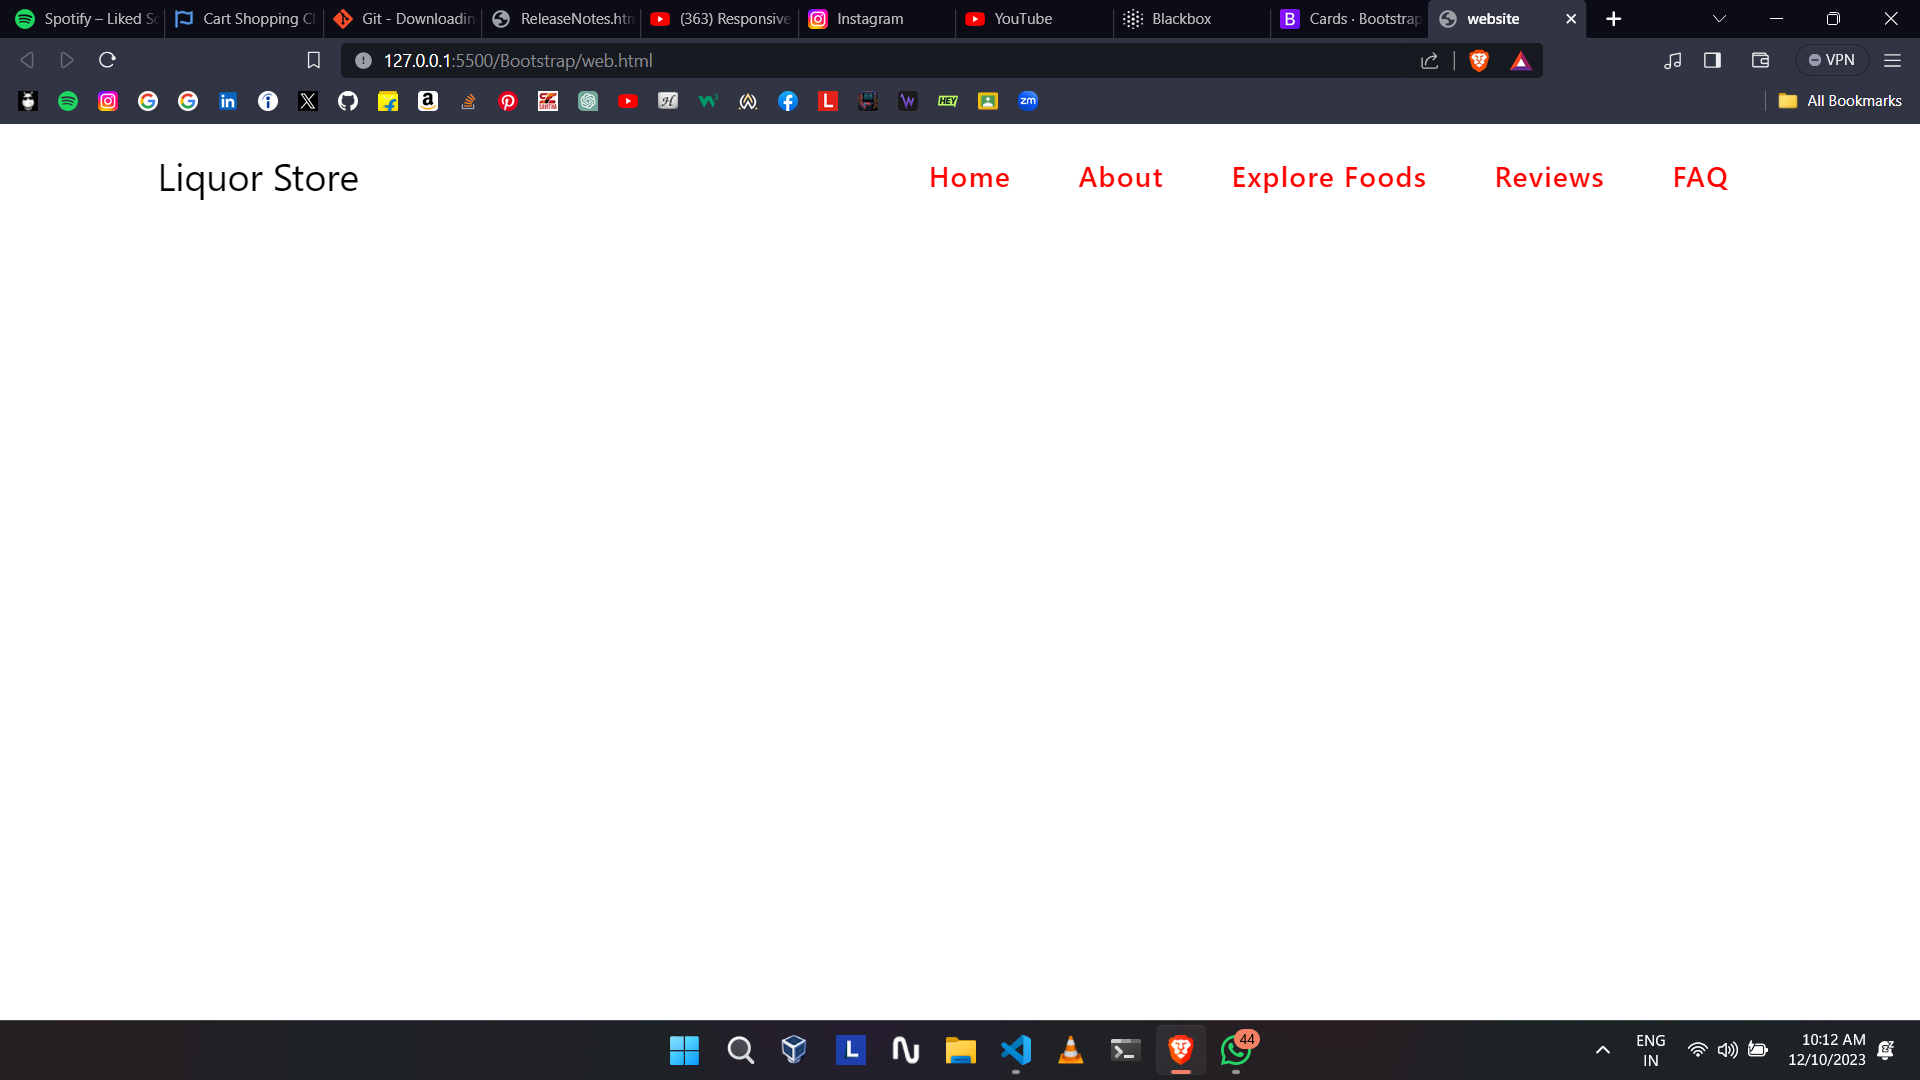 Spotify – Liked So
Cart Shopping Cl
Git - Downloadin
ReleaseNotes.htm
(363) Responsive
Instagram
YouTube
Blackbox
Cards · Bootstrap
website
127.0.0.1:5500/Bootstrap/web.html
VPN
All Bookmarks
Liquor Store
Home
About
Explore Foods
Reviews
FAQ
44
ENG
IN
10:12 AM
12/10/2023